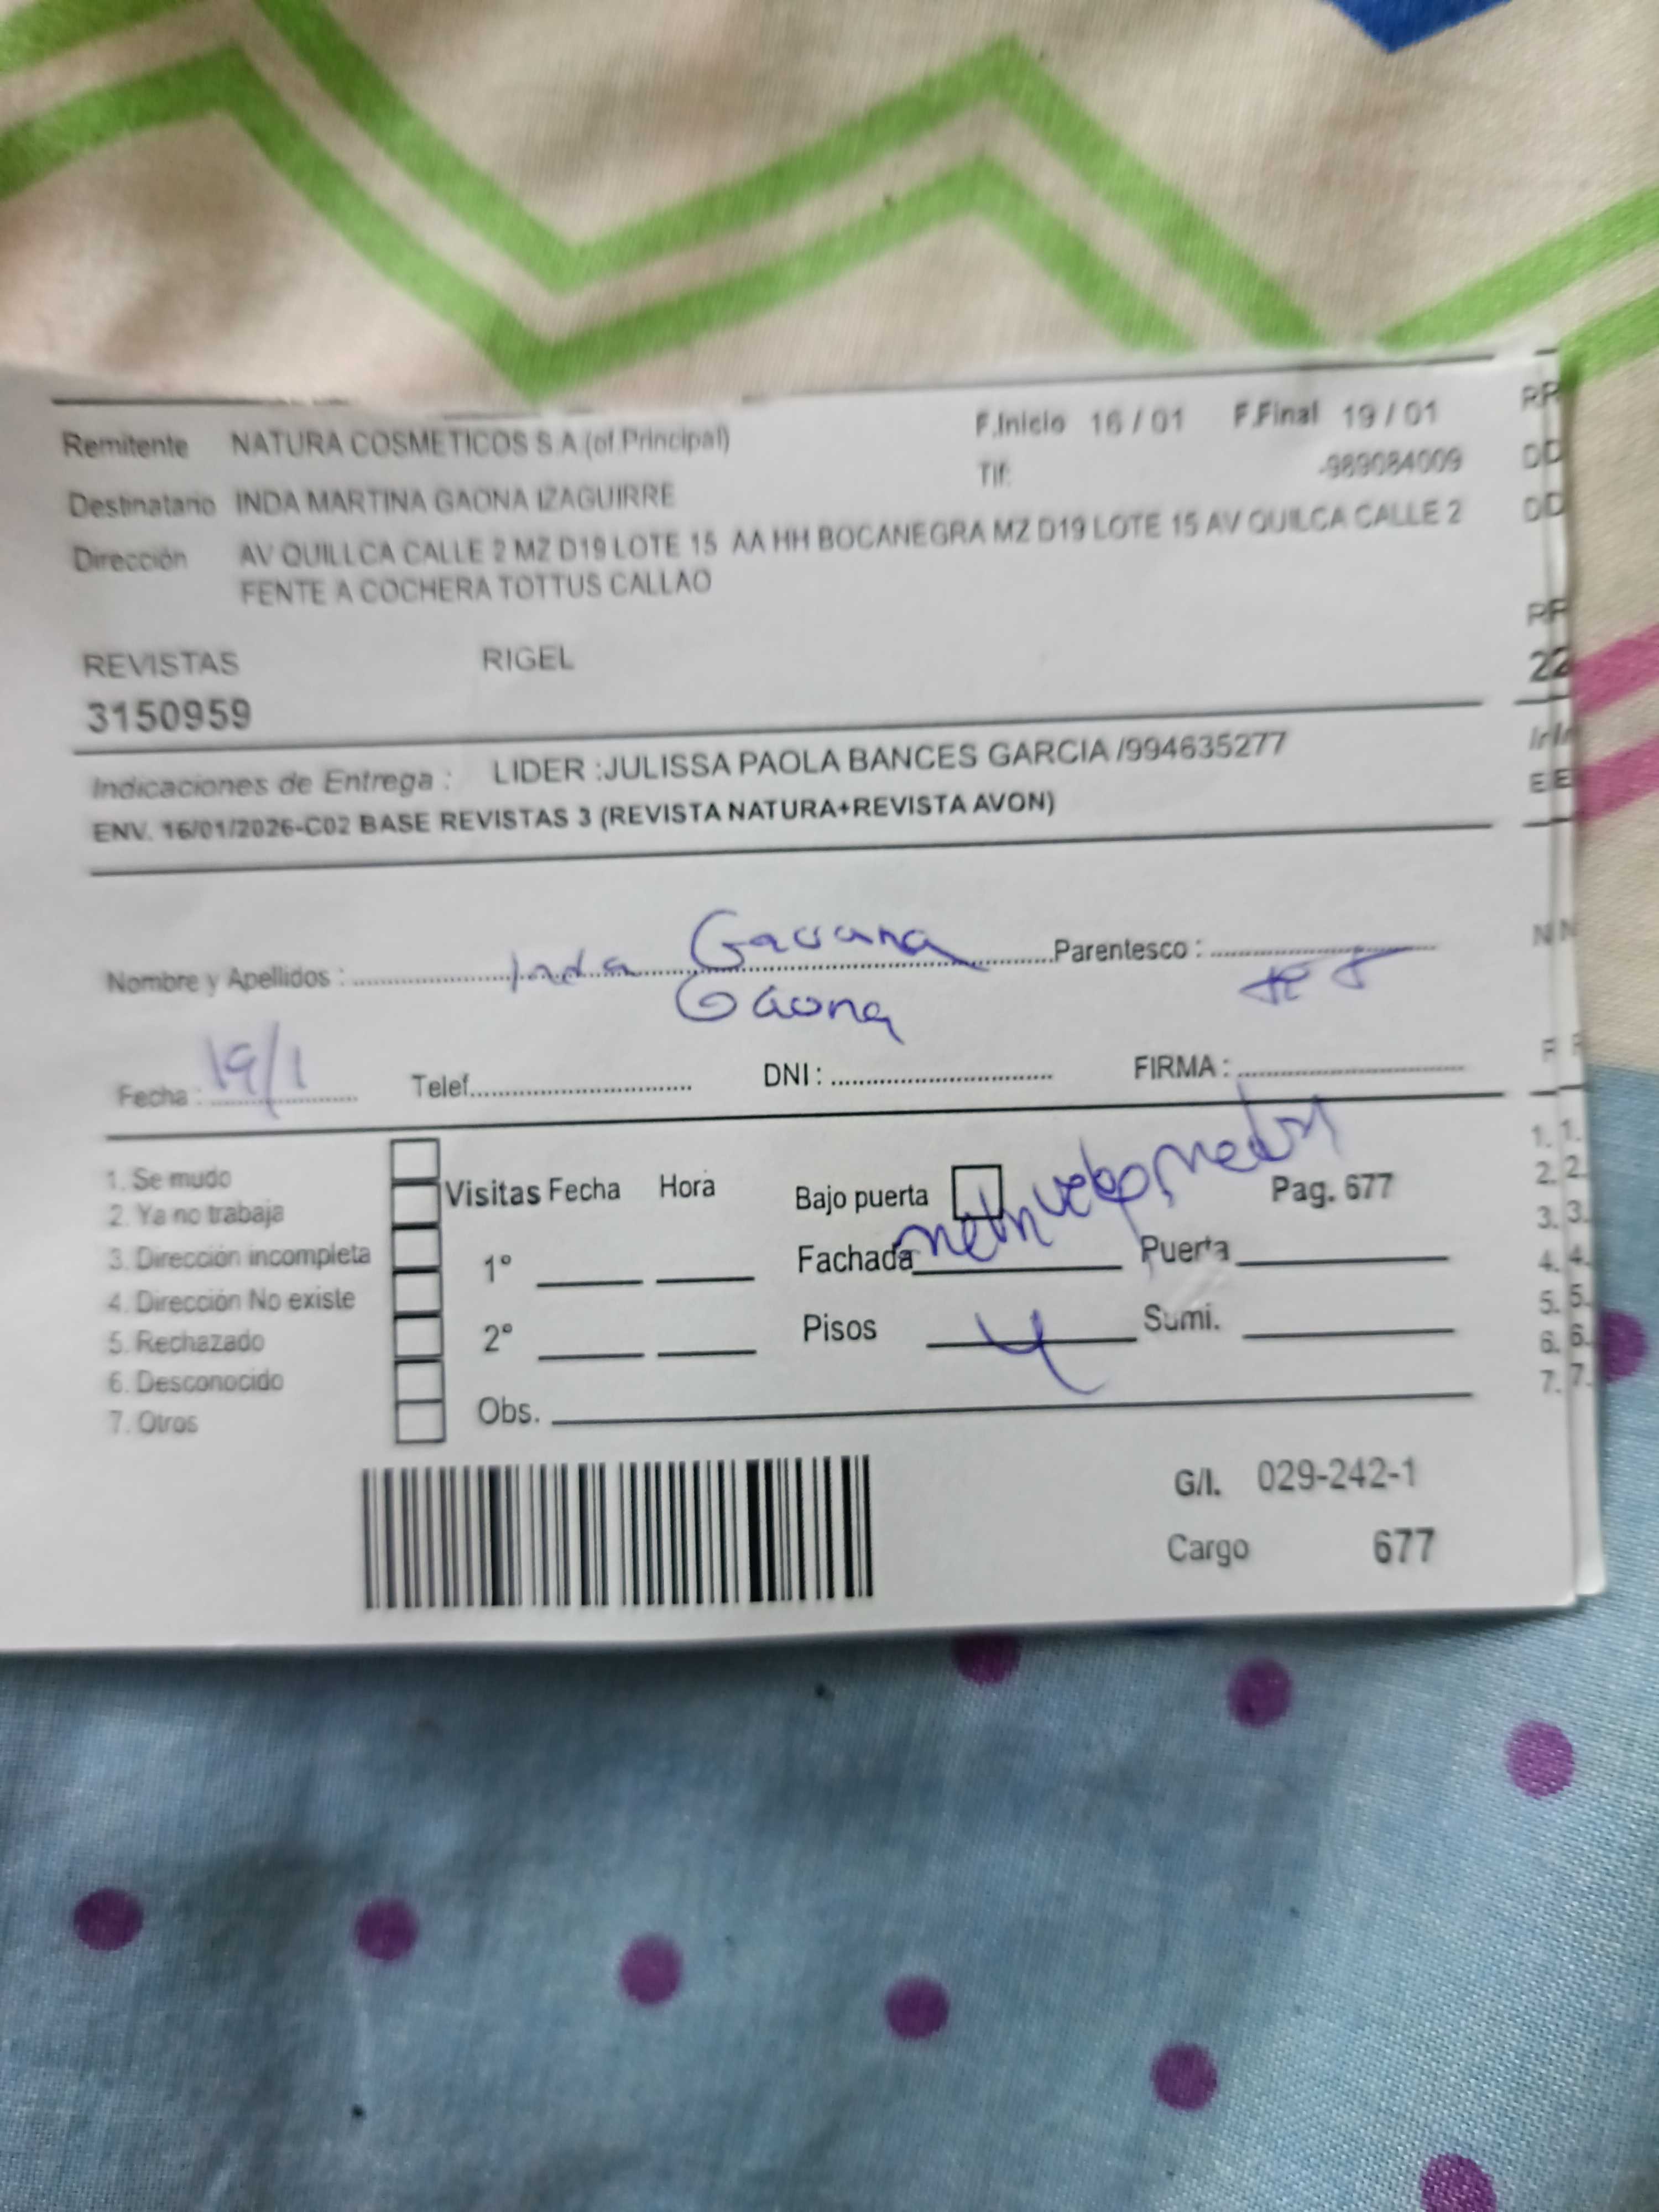 Remitente NATURA COSMETICOS S.A.(of.Principal) F.Inicio 16 / 01 F.Final 19 / 01
Destinatario INDA MARTINA GAONA IZAGUIRRE Tlf: -989084009
Dirección AV QUILLCA CALLE 2 MZ D19 LOTE 15 AA HH BOCANEGRA MZ D19 LOTE 15 AV QUILCA CALLE 2
FENTE A COCHERA TOTTUS CALLAO
REVISTAS RIGEL
3150959
Indicaciones de Entrega : LIDER :JULISSA PAOLA BANCES GARCIA /994635277
ENV. 16/01/2026-C02 BASE REVISTAS 3 (REVISTA NATURA+REVISTA AVON)
Nombre y Apellidos : Inda Parentesco :
Gaona
Fecha : 19/1 Telef. DNI : FIRMA :
1. Se mudo
2. Ya no trabaja
3. Dirección incompleta
4. Dirección No existe
5. Rechazado
6. Desconocido
7. Otros
Visitas Fecha Hora
1°
2°
Obs.
Bajo puerta Pag. 677
Fachada Puerta
Pisos 4 Sumi.
G/I. 029-242-1
Cargo 677